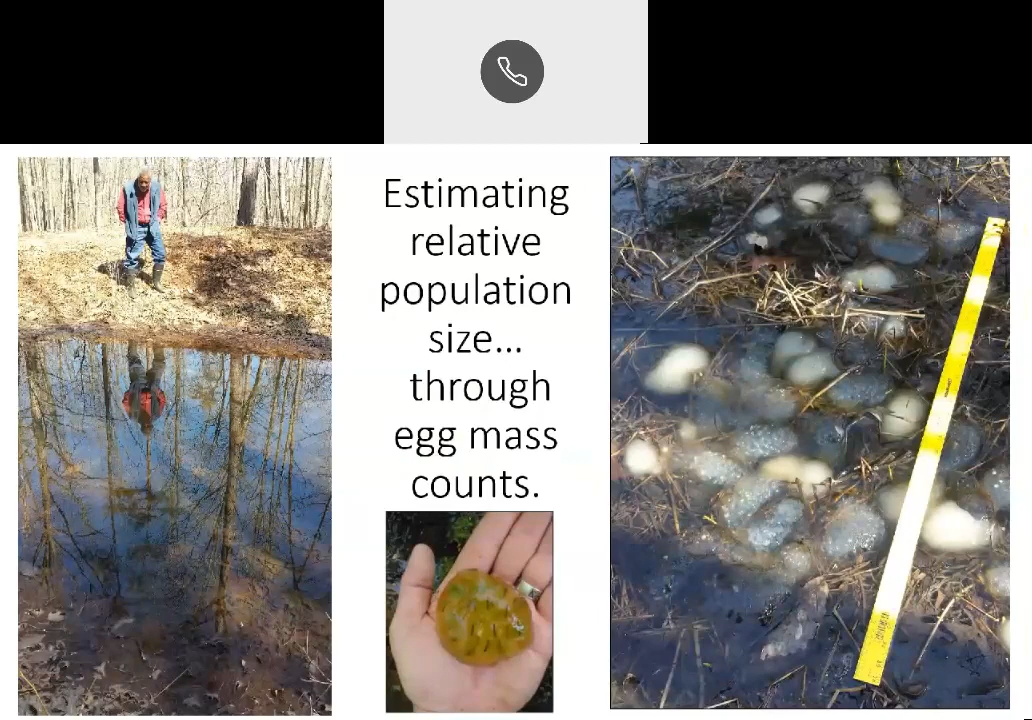 Estimating
relative
population
size...
through
egg mass
counts.